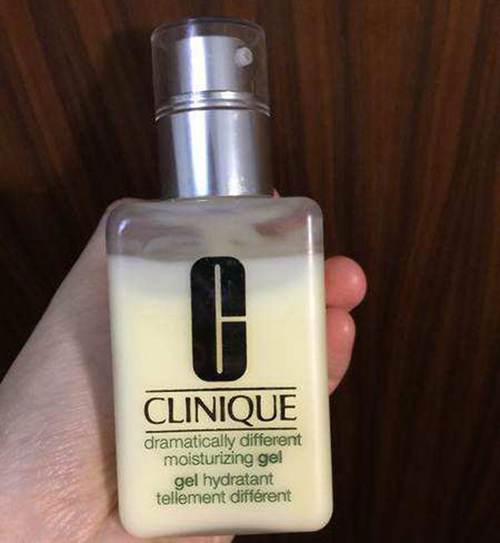 C
CLINIQUE
dramatically different
moisturizing gel
gel hydratant
tellement différent